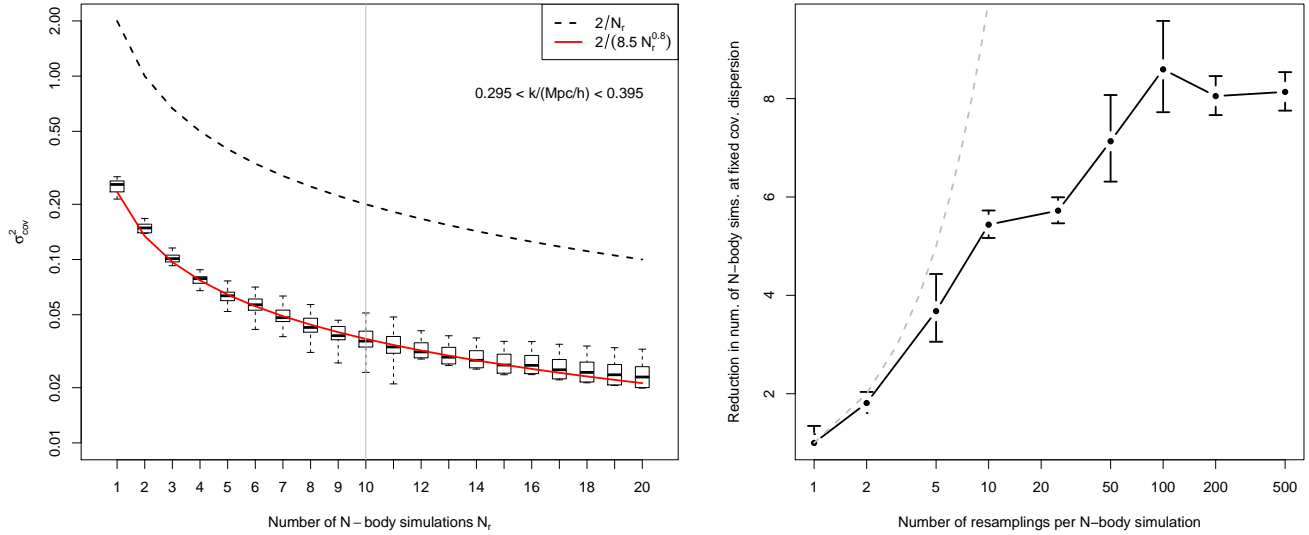 2/Nᵣ
2/(8.5 Nᵣ^0.8)
0.295 < k/(Mpc/h) < 0.395
2.00
1.00
0.50
0.20
0.10
0.05
0.02
0.01
σ²cov
1 2 3 4 5 6 7 8 9 10 12 14 16 18 20
Number of N−body simulations Nᵣ
Reduction in num. of N−body sims. at fixed cov. dispersion
8
6
4
2
1 2 5 10 20 50 100 200 500
Number of resamplings per N−body simulation